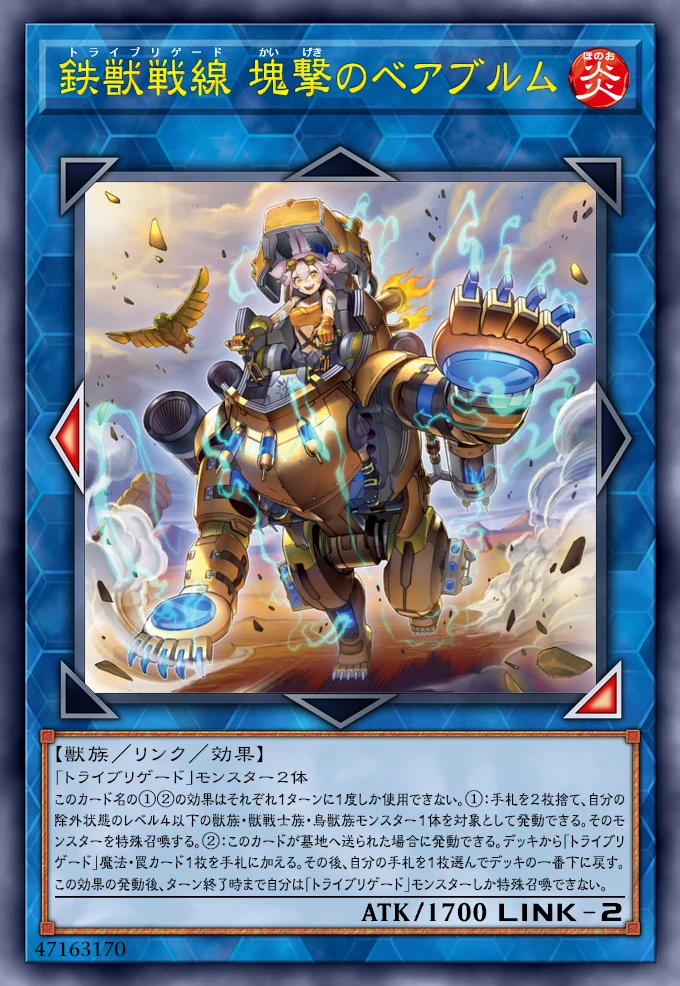 トライブリゲード かい げき
鉄獣戦線 塊撃のベアブルム
ほのお
炎
【獣族／リンク／効果】
「トライブリゲード」モンスター２体
このカード名の①②の効果はそれぞれ1ターンに1度しか使用できない。①：手札を２枚捨て、自分の
除外状態のレベル４以下の獣族・獣戦士族・鳥獣族モンスター１体を対象として発動できる。そのモ
ンスターを特殊召喚する。②：このカードが墓地へ送られた場合に発動できる。デッキから「トライブリ
ゲード」魔法・罠カード１枚を手札に加える。その後、自分の手札を１枚選んでデッキの一番下に戻す。
この効果の発動後、ターン終了時まで自分は「トライブリゲード」モンスターしか特殊召喚できない。
ATK/1700 LINK－2
47163170